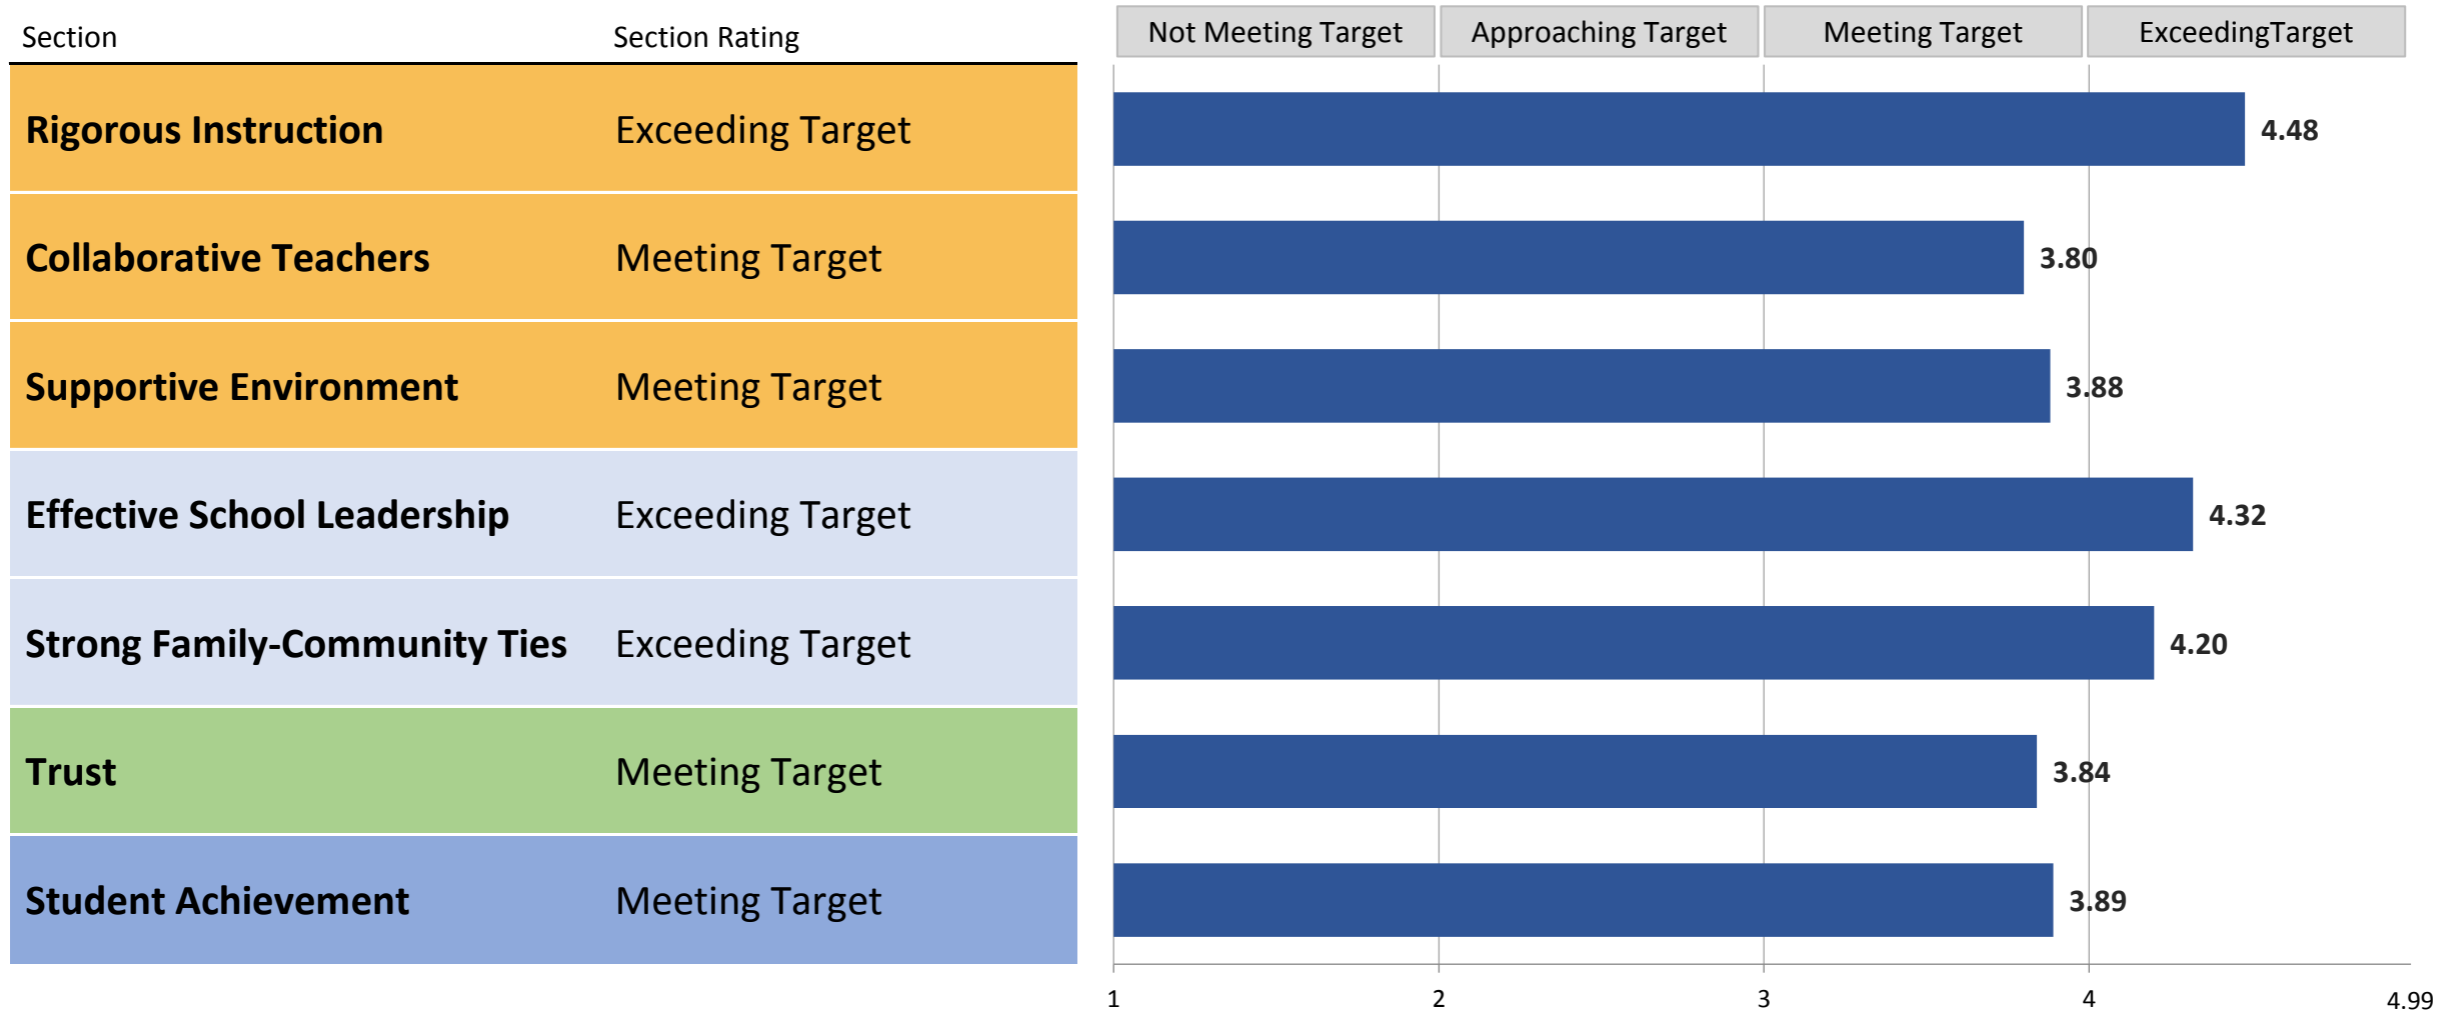 Section Section Rating Not Meeting Target Approaching Target Meeting Target ExceedingTarget
Rigorous Instruction Exceeding Target 4.48
Collaborative Teachers Meeting Target 3.80
Supportive Environment Meeting Target 3.88
Effective School Leadership Exceeding Target 4.32
Strong Family-Community Ties Exceeding Target 4.20
Trust Meeting Target 3.84
Student Achievement Meeting Target 3.89
1 2 3 4 4.99